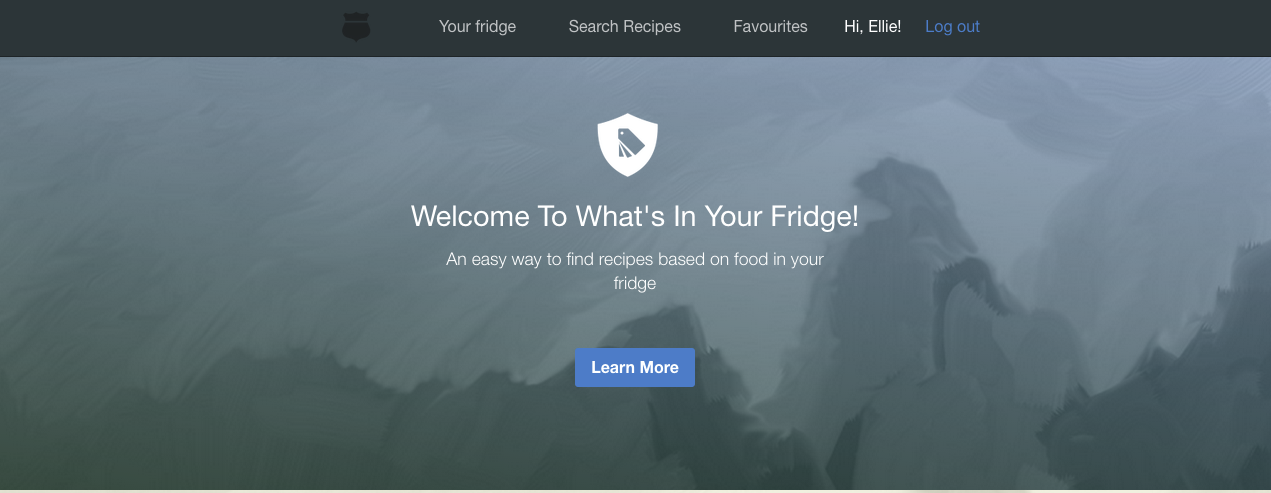 Your fridge Search Recipes Favourites Hi, Ellie! Log out
Welcome To What's In Your Fridge!
An easy way to find recipes based on food in your
fridge
Learn More